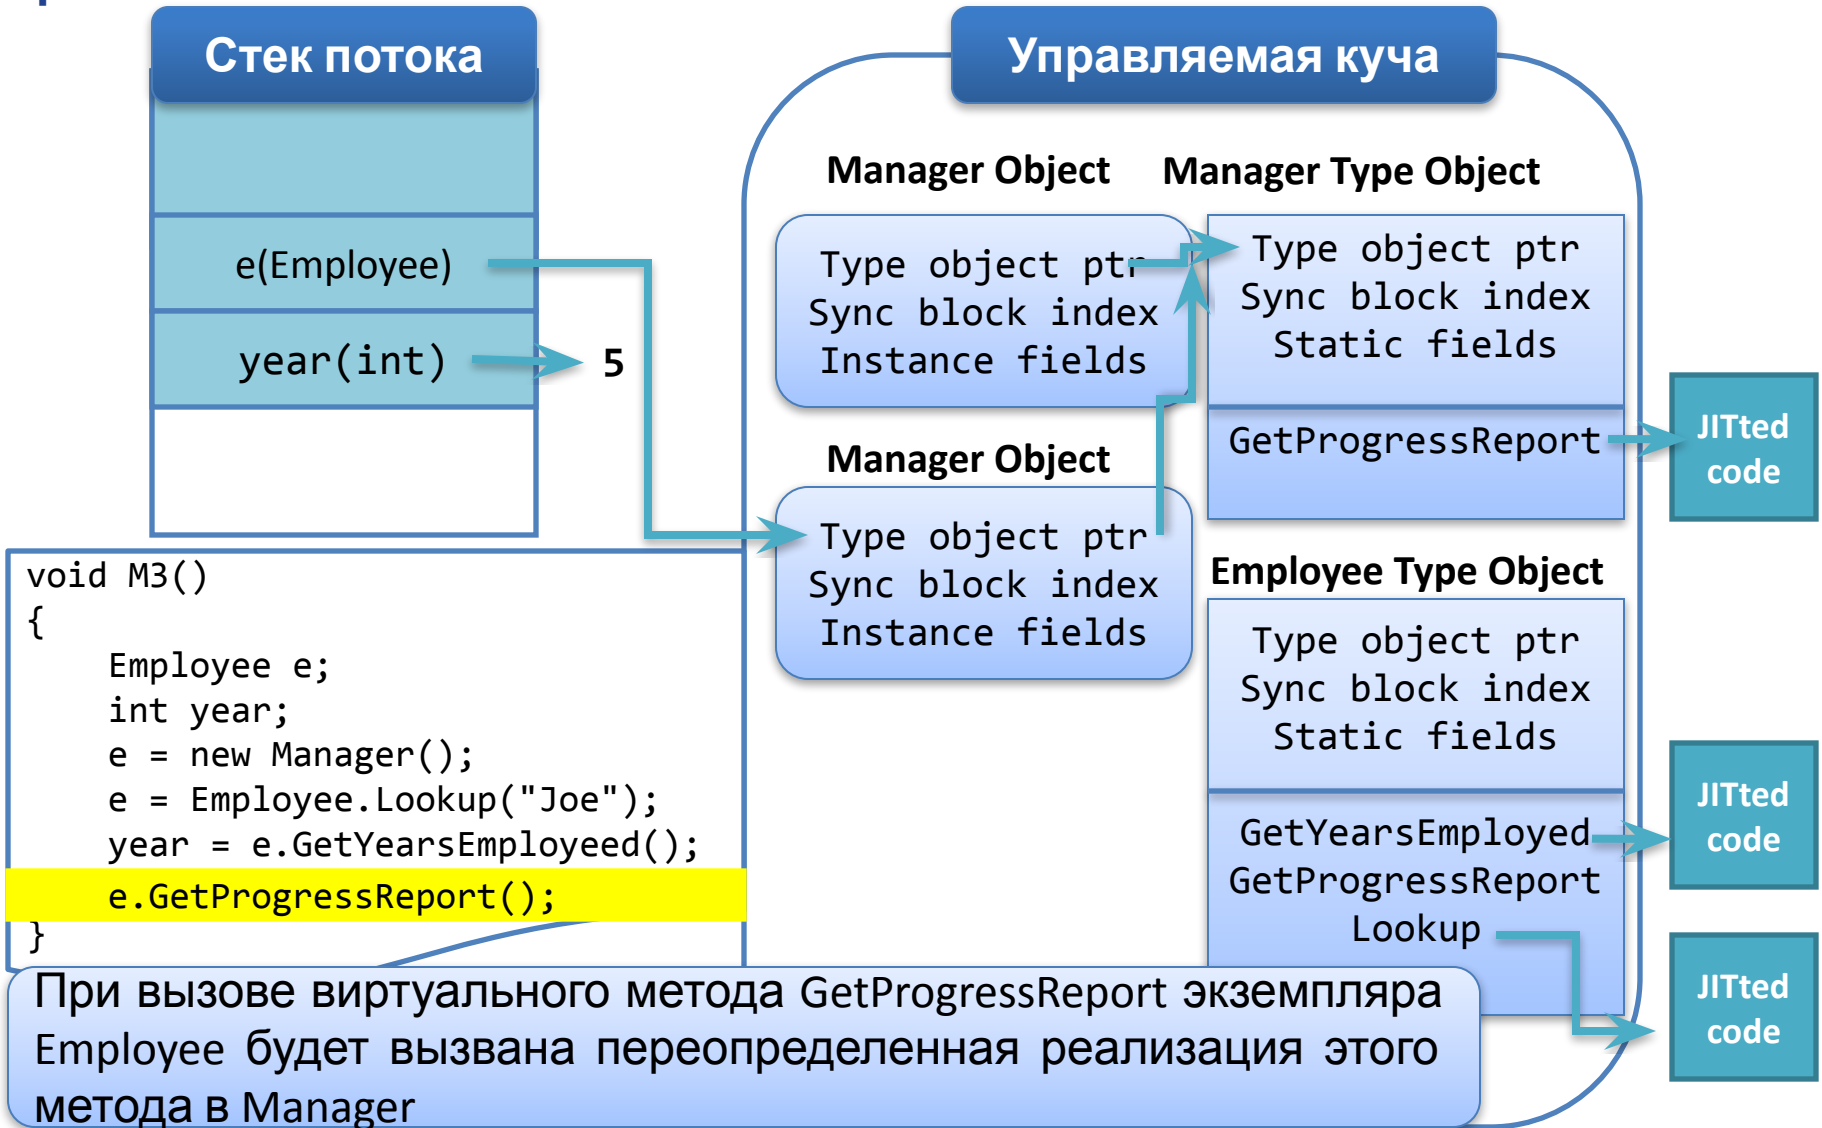 Стек потока
e(Employee)
year(int)
5
Управляемая куча
Manager Object
Type object ptr
Sync block index
Instance fields
Manager Object
Type object ptr
Sync block index
Instance fields
Manager Type Object
Type object ptr
Sync block index
Static fields
GetProgressReport
JITted
code
Employee Type Object
Type object ptr
Sync block index
Static fields
GetYearsEmployed
GetProgressReport
Lookup
JITted
code
JITted
code
void M3()
{
Employee e;
int year;
e = new Manager();
e = Employee.Lookup("Joe");
year = e.GetYearsEmployeed();
e.GetProgressReport();
}
При вызове виртуального метода GetProgressReport экземпляра
Employee будет вызвана переопределенная реализация этого
метода в Manager